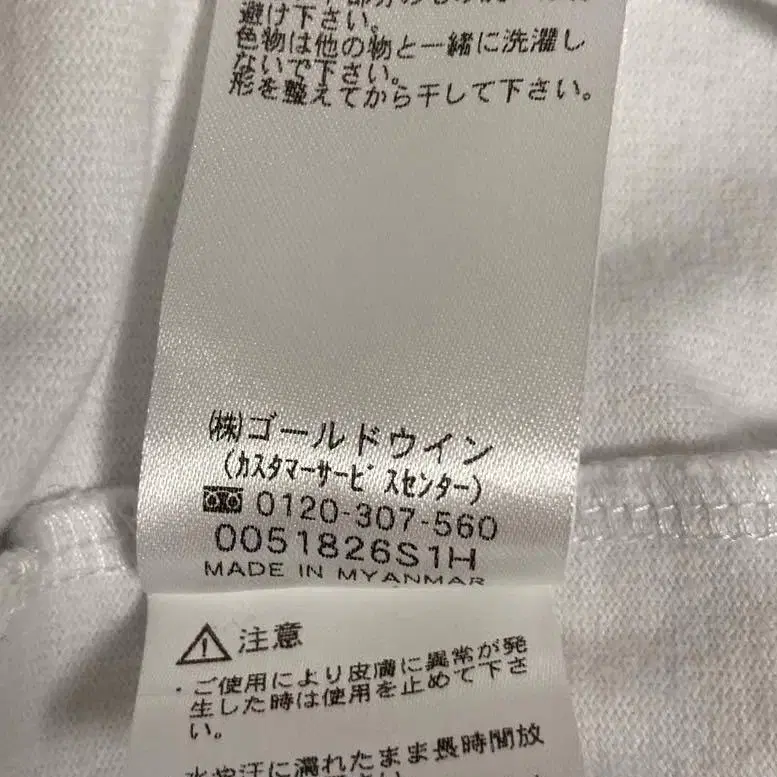 避け下さい。
色物は他の物と一緒に洗濯し
ないで下さい。
形を整えてから干して下さい。
(株)ゴールドウイン
(カスタマーサービスセンター)
0120-307-560
0051826S1H
MADE IN MYANMAR
注意
・ご使用により皮膚に異常が発
生した時は使用を止めて下さ
い。
水や汗に濡れたまま長時間放